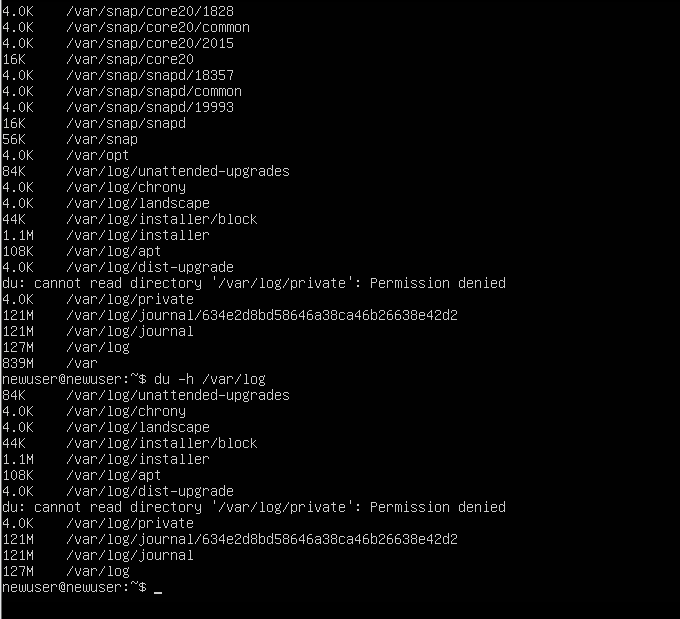 4.0K    /var/snap/core20/1828
4.0K    /var/snap/core20/common
4.0K    /var/snap/core20/2015
16K     /var/snap/core20
4.0K    /var/snap/snapd/18357
4.0K    /var/snap/snapd/common
4.0K    /var/snap/snapd/19993
16K     /var/snap/snapd
56K     /var/snap
4.0K    /var/opt
84K     /var/log/unattended-upgrades
4.0K    /var/log/chrony
4.0K    /var/log/landscape
44K     /var/log/installer/block
1.1M    /var/log/installer
108K    /var/log/apt
4.0K    /var/log/dist-upgrade
du: cannot read directory '/var/log/private': Permission denied
4.0K    /var/log/private
121M    /var/log/journal/634e2d8bd58646a38ca46b26638e42d2
121M    /var/log/journal
127M    /var/log
839M    /var
newuser@newuser:~$ du -h /var/log
84K     /var/log/unattended-upgrades
4.0K    /var/log/chrony
4.0K    /var/log/landscape
44K     /var/log/installer/block
1.1M    /var/log/installer
108K    /var/log/apt
4.0K    /var/log/dist-upgrade
du: cannot read directory '/var/log/private': Permission denied
4.0K    /var/log/private
121M    /var/log/journal/634e2d8bd58646a38ca46b26638e42d2
121M    /var/log/journal
127M    /var/log
newuser@newuser:~$ _